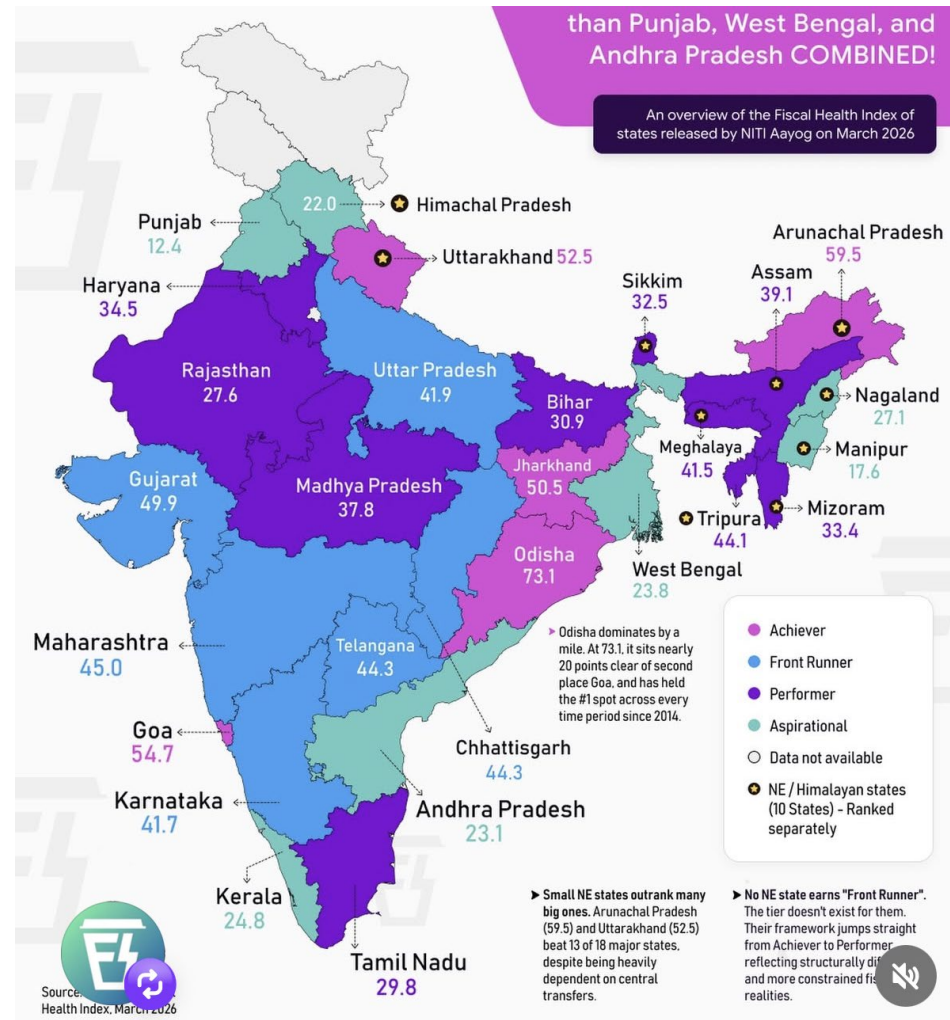 than Punjab, West Bengal, and
Andhra Pradesh COMBINED!
An overview of the Fiscal Health Index of
states released by NITI Aayog on March 2026
22.0
Himachal Pradesh
Punjab
12.4
Uttarakhand 52.5
Arunachal Pradesh
59.5
Haryana
34.5
Sikkim
32.5
Assam
39.1
Rajasthan
27.6
Uttar Pradesh
41.9
Bihar
30.9
Nagaland
27.1
Meghalaya
41.5
Manipur
17.6
Gujarat
49.9
Madhya Pradesh
37.8
Jharkhand
50.5
Tripura
44.1
Mizoram
33.4
Odisha
73.1
West Bengal
23.8
Maharashtra
45.0
Telangana
44.3
Odisha dominates by a
mile. At 73.1, it sits nearly
20 points clear of second
place Goa, and has held
the #1 spot across every
time period since 2014.
Achiever
Front Runner
Performer
Aspirational
Data not available
NE / Himalayan states
(10 States) - Ranked
separately
Goa
54.7
Chhattisgarh
44.3
Karnataka
41.7
Andhra Pradesh
23.1
Kerala
24.8
Tamil Nadu
29.8
Small NE states outrank many
big ones. Arunachal Pradesh
(59.5) and Uttarakhand (52.5)
beat 13 of 18 major states,
despite being heavily
dependent on central
transfers.
No NE state earns "Front Runner".
The tier doesn't exist for them.
Their framework jumps straight
from Achiever to Performer,
reflecting structurally
and more constrained
realities.
Source:
Health Index, March 2026